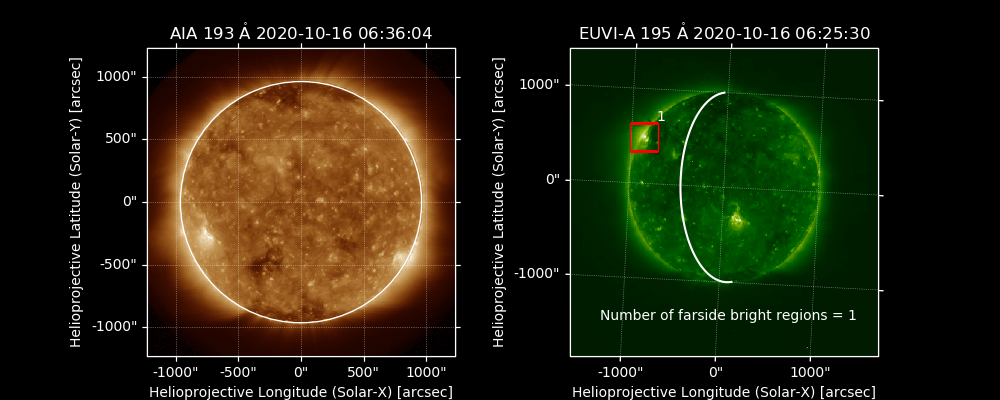 AIA 193 Å 2020-10-16 06:36:04
Helioprojective Latitude (Solar-Y) [arcsec]
1000"
500"
0"
-500"
-1000"
-1000" -500" 0" 500" 1000"
Helioprojective Longitude (Solar-X) [arcsec]
EUVI-A 195 Å 2020-10-16 06:25:30
Helioprojective Latitude (Solar-Y) [arcsec]
1000"
0"
-1000"
1
Number of farside bright regions = 1
-1000" 0" 1000"
Helioprojective Longitude (Solar-X) [arcsec]